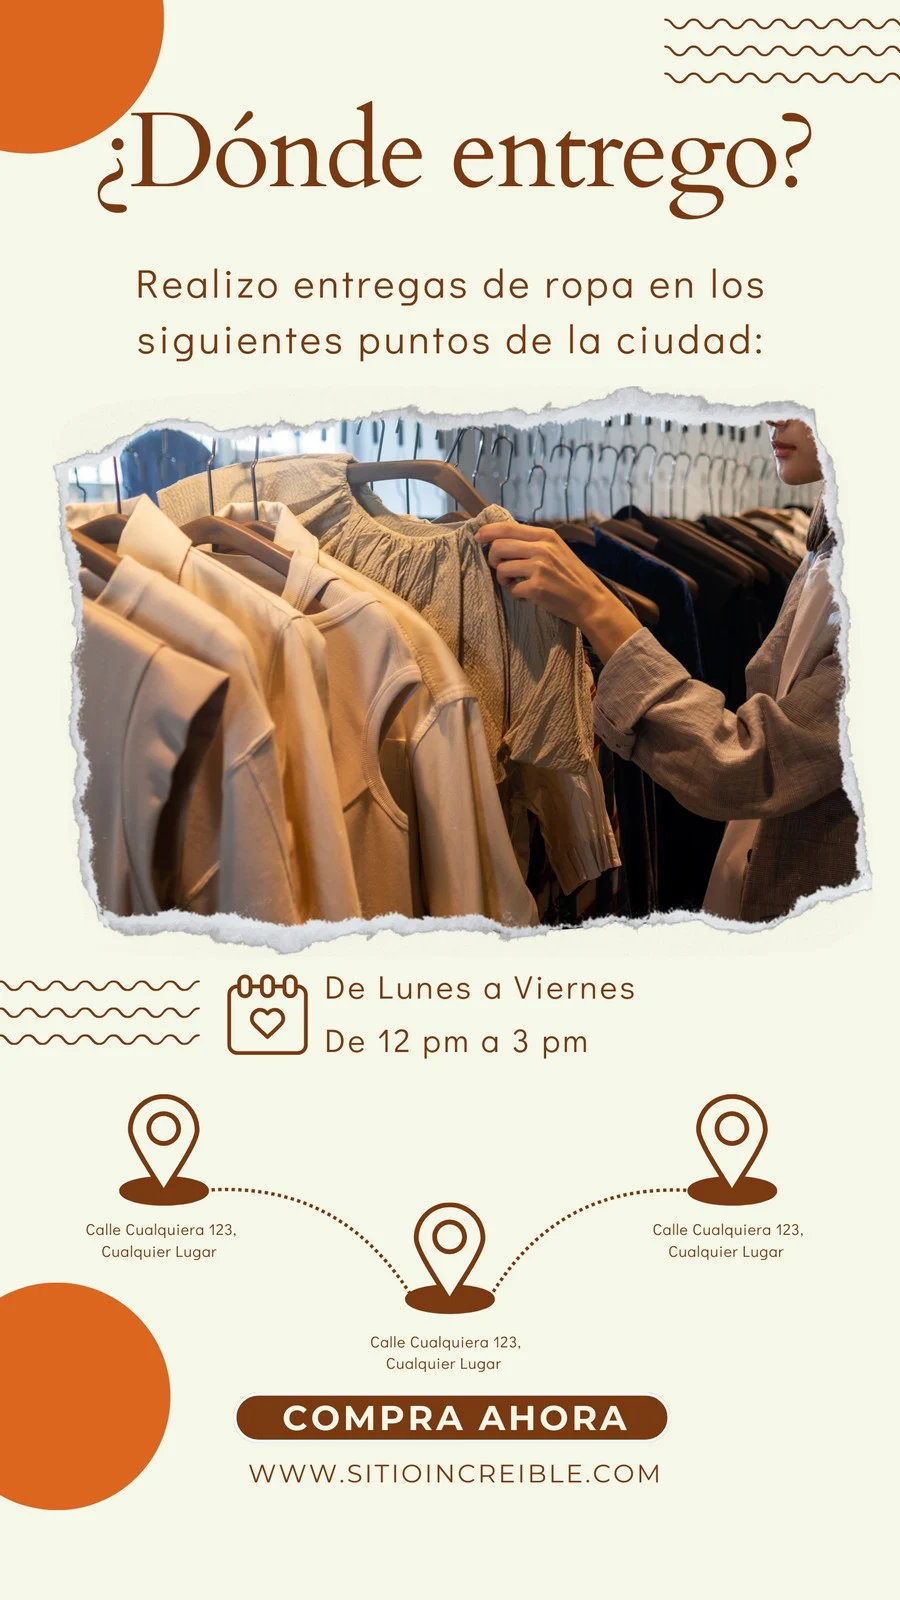 ¿Dónde entrego?
Realizo entregas de ropa en los
siguientes puntos de la ciudad:
De Lunes a Viernes
De 12 pm a 3 pm
Calle Cualquiera 123,
Cualquier Lugar
Calle Cualquiera 123,
Cualquier Lugar
Calle Cualquiera 123,
Cualquier Lugar
COMPRA AHORA
WWW.SITIOINCREIBLE.COM